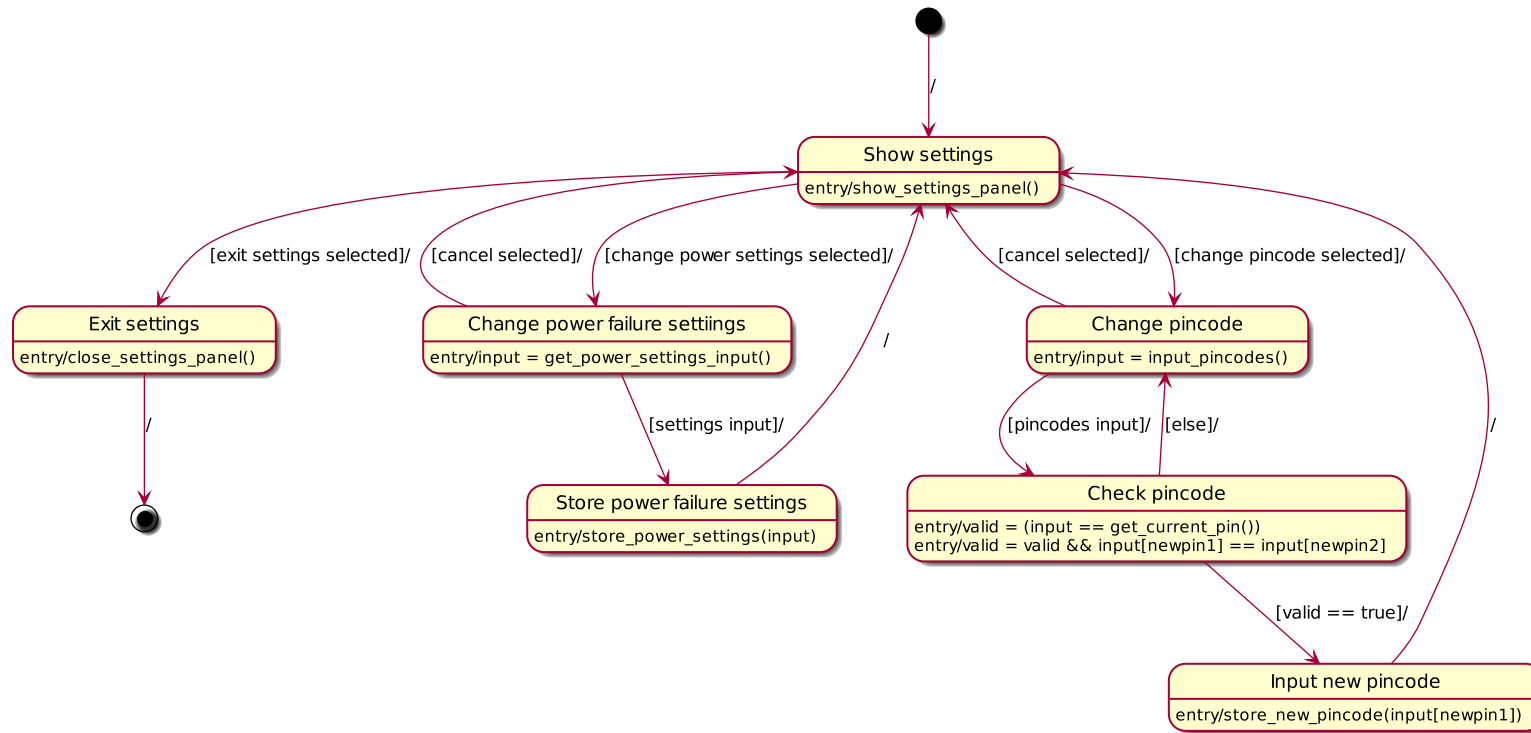 /
Show settings
entry/show_settings_panel()
[exit settings selected]/
[cancel selected]/
[change power settings selected]/
[cancel selected]/
[change pincode selected]/
Exit settings
entry/close_settings_panel()
Change power failure settiings
entry/input = get_power_settings_input()
Change pincode
entry/input = input_pincodes()
/
/
[settings input]/
[pincodes input]/
[else]/
/
Store power failure settings
entry/store_power_settings(input)
Check pincode
entry/valid = (input == get_current_pin())
entry/valid = valid && input[newpin1] == input[newpin2]
[valid == true]/
Input new pincode
entry/store_new_pincode(input[newpin1])